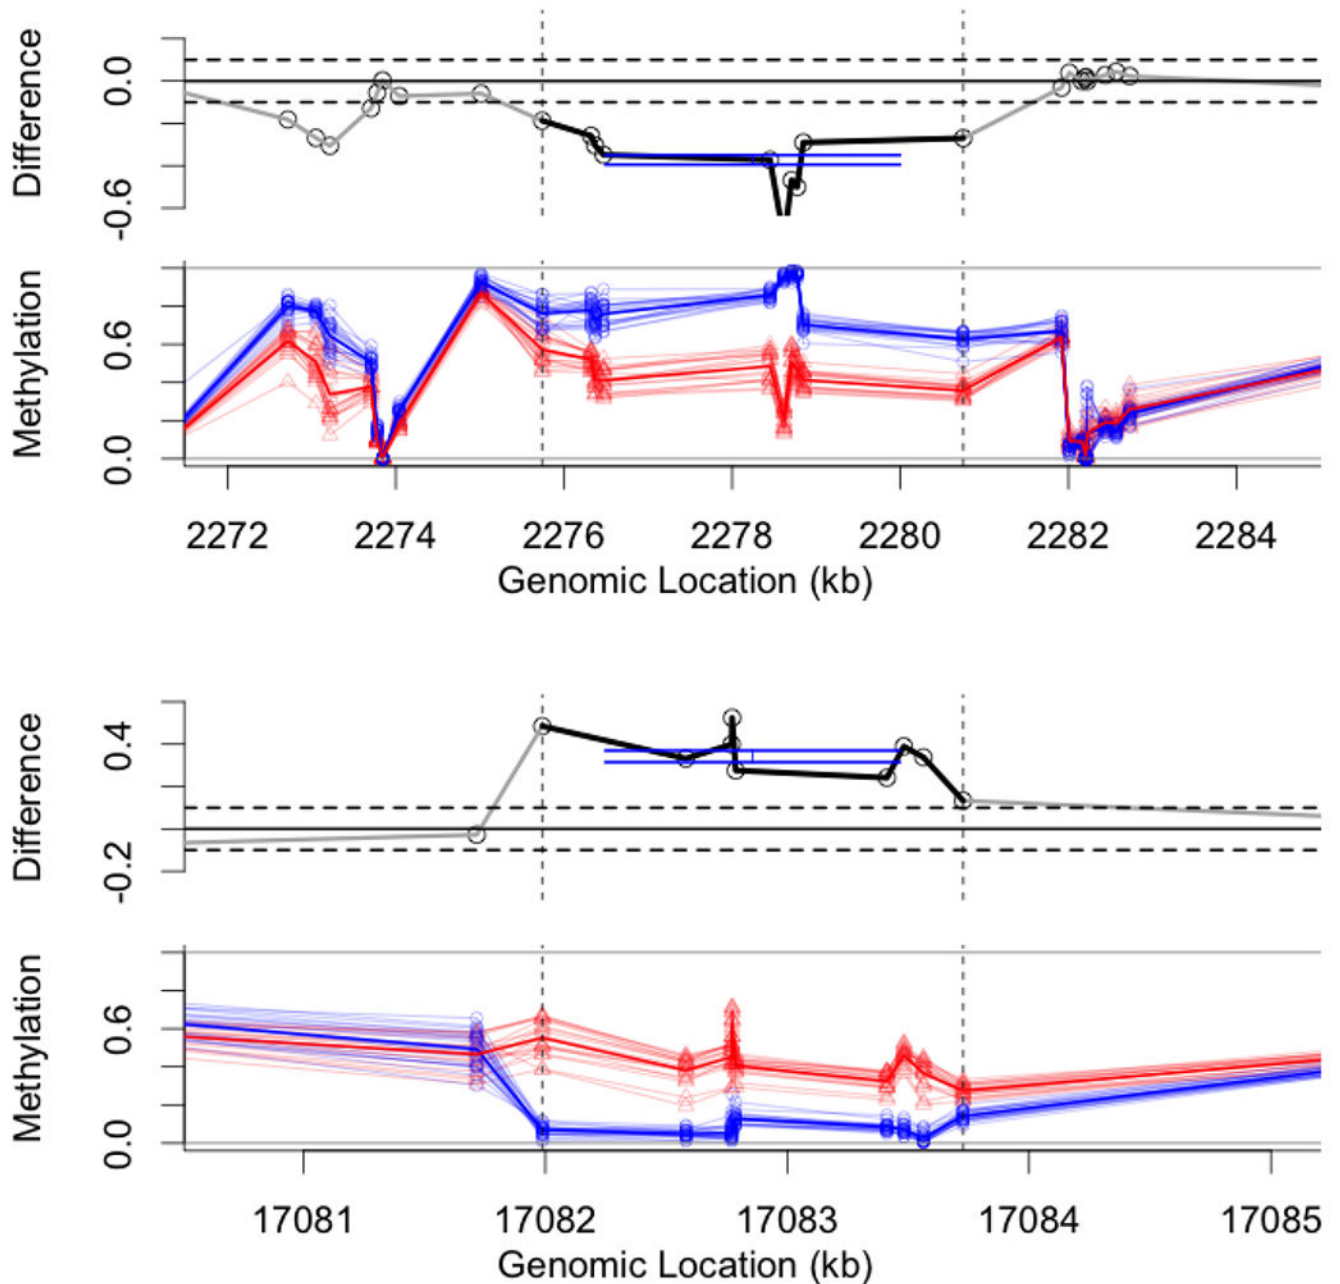 Difference
0.0
-0.6
Methylation
0.6
0.0
2272 2274 2276 2278 2280 2282 2284
Genomic Location (kb)
Difference
0.4
-0.2
Methylation
0.6
0.0
17081 17082 17083 17084 17085
Genomic Location (kb)